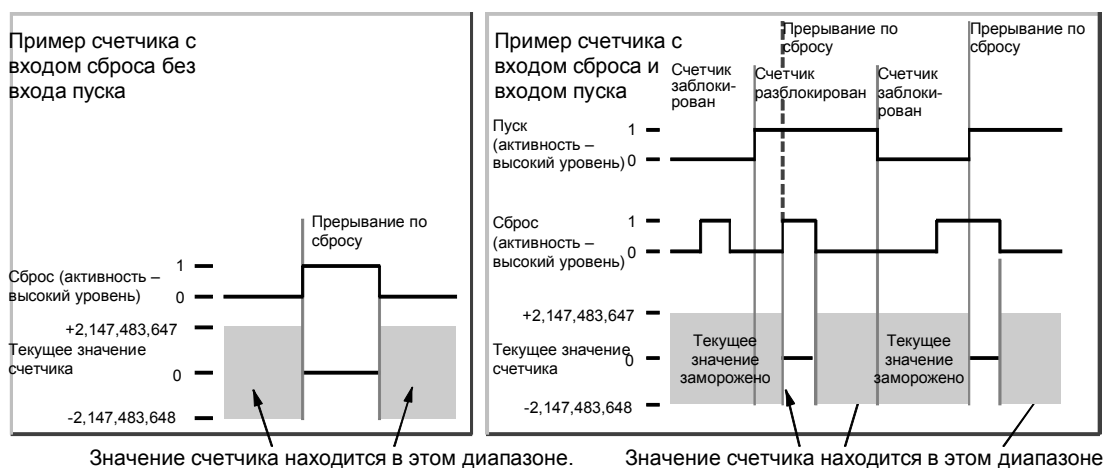 Пример счетчика с
входом сброса без
входа пуска
Прерывание по
сбросу
Сброс (активность –
высокий уровень)
1
0
+2,147,483,647
Текущее значение
счетчика
0
-2,147,483,648
Значение счетчика находится в этом диапазоне.
Пример счетчика с
входом сброса и
входом пуска
Прерывание по
сбросу
Прерывание по
сбросу
Счетчик
заблоки-
рован
Счетчик
разблокирован
Счетчик
заблоки-
рован
Пуск
(активность –
высокий уровень)
1
0
Сброс
(активность –
высокий уровень)
1
0
+2,147,483,647
Текущее значение
счетчика
0
-2,147,483,648
Текущее
значение
заморожено
Текущее
значение
заморожено
Значение счетчика находится в этом диапазоне